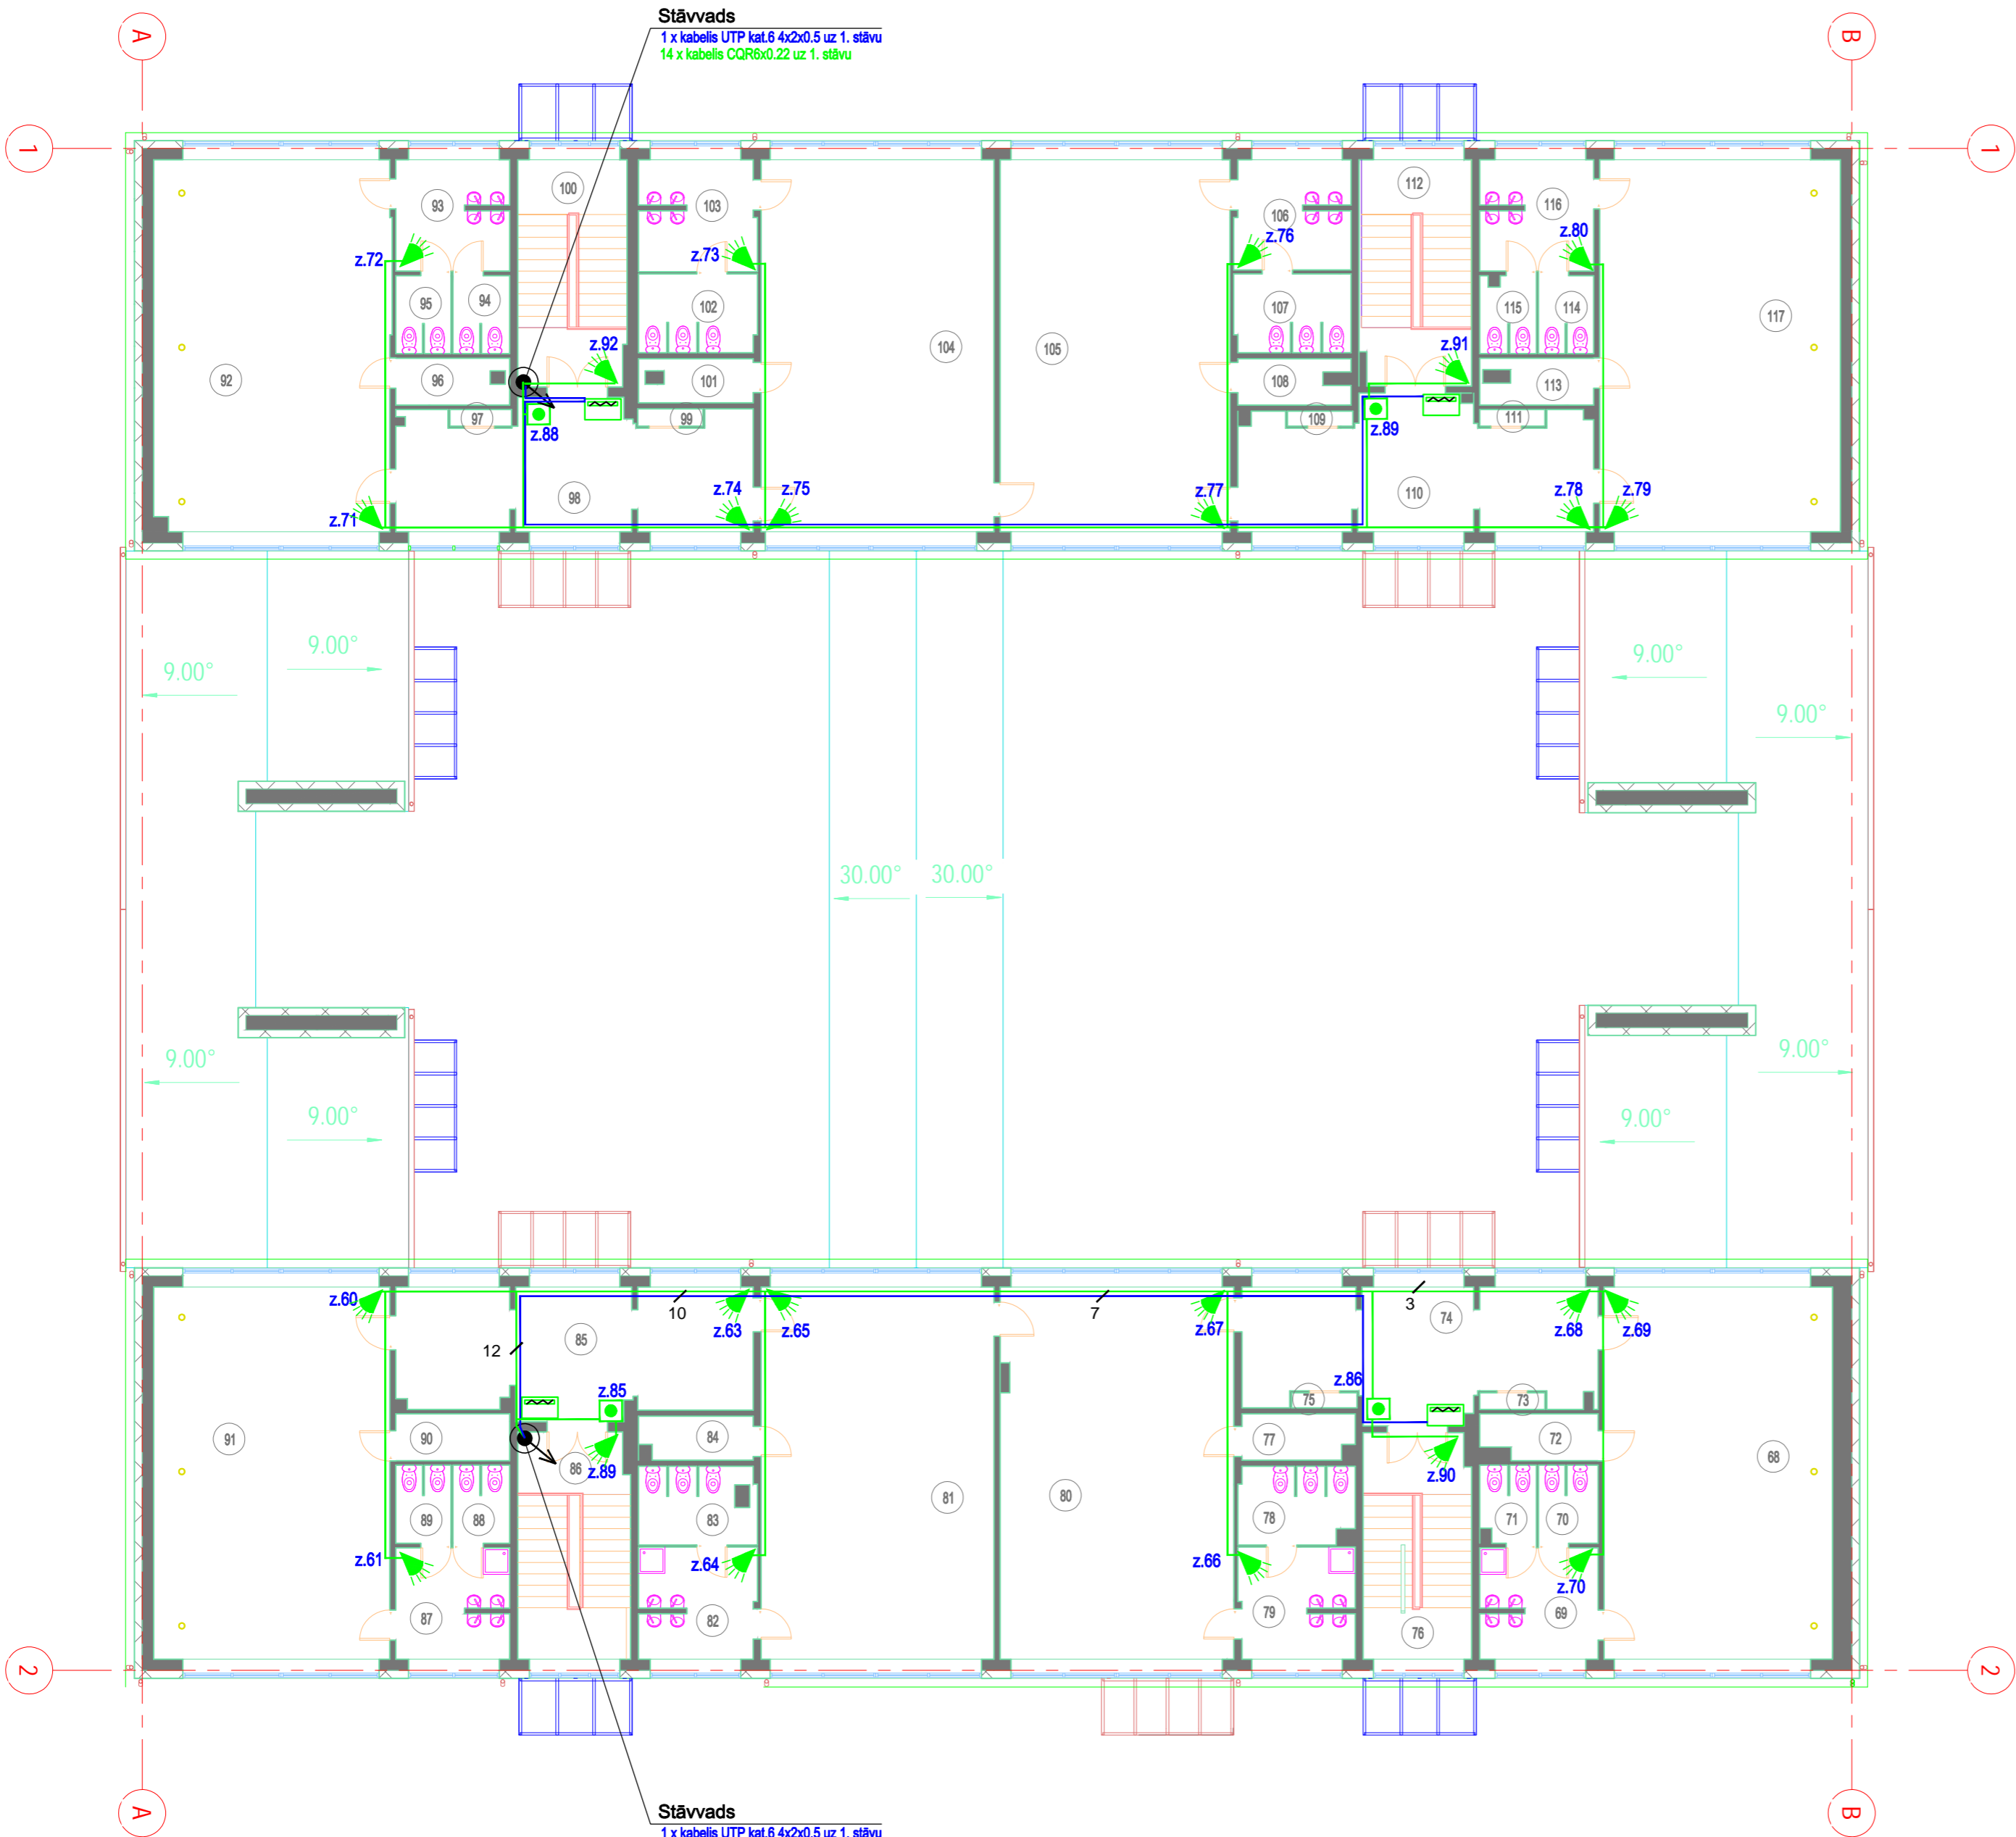 Stāvvads
1 x kabelis UTP kat.6 4x2x0.5 uz 1. stāvu
14 x kabelis CQR6x0.22 uz 1. stāvu
A
B
1
1
93
100
103
106
112
116
z.72
z.73
z.76
z.80
95
94
102
107
115
114
117
92
z.92
104
105
z.91
96
101
108
113
97
z.88
99
109
z.89
111
98
110
z.71
z.74
z.75
z.77
z.78
z.79
9.00°
9.00°
9.00°
9.00°
30.00°
30.00°
9.00°
9.00°
9.00°
9.00°
z.60
10
7
3
74
z.63
z.65
z.67
z.68
z.69
12
85
z.85
z.86
75
73
91
90
84
77
72
68
86
z.89
z.90
81
80
89
88
83
78
71
70
z.61
z.64
z.66
z.70
87
82
79
76
69
2
2
A
B
Stāvvads
1 x kabelis UTP kat.6 4x2x0.5 uz 1. stāvu